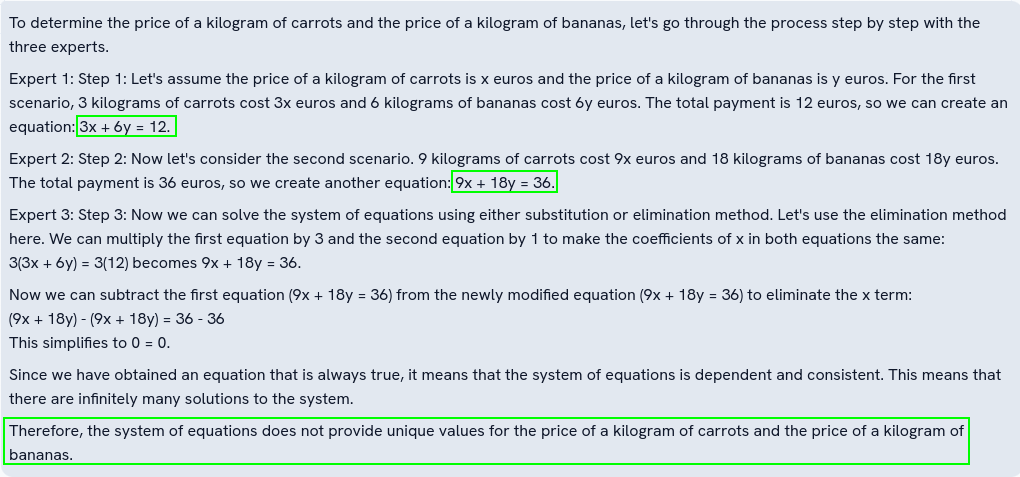 To determine the price of a kilogram of carrots and the price of a kilogram of bananas, let's go through the process step by step with the
three experts.
Expert 1: Step 1: Let's assume the price of a kilogram of carrots is x euros and the price of a kilogram of bananas is y euros. For the first
scenario, 3 kilograms of carrots cost 3x euros and 6 kilograms of bananas cost 6y euros. The total payment is 12 euros, so we can create an
equation: 3x + 6y = 12.
Expert 2: Step 2: Now let's consider the second scenario. 9 kilograms of carrots cost 9x euros and 18 kilograms of bananas cost 18y euros.
The total payment is 36 euros, so we create another equation: 9x + 18y = 36.
Expert 3: Step 3: Now we can solve the system of equations using either substitution or elimination method. Let's use the elimination method
here. We can multiply the first equation by 3 and the second equation by 1 to make the coefficients of x in both equations the same:
3(3x + 6y) = 3(12) becomes 9x + 18y = 36.
Now we can subtract the first equation (9x + 18y = 36) from the newly modified equation (9x + 18y = 36) to eliminate the x term:
(9x + 18y) - (9x + 18y) = 36 - 36
This simplifies to 0 = 0.
Since we have obtained an equation that is always true, it means that the system of equations is dependent and consistent. This means that
there are infinitely many solutions to the system.
Therefore, the system of equations does not provide unique values for the price of a kilogram of carrots and the price of a kilogram of
bananas.